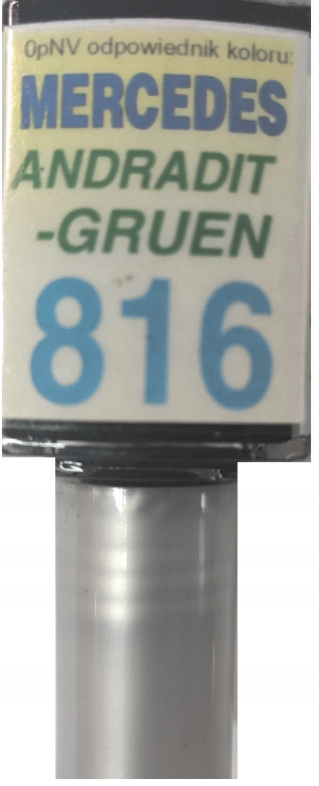 0pNV odpowiednik koloru:
MERCEDES
ANDRADIT
-GRUEN
816